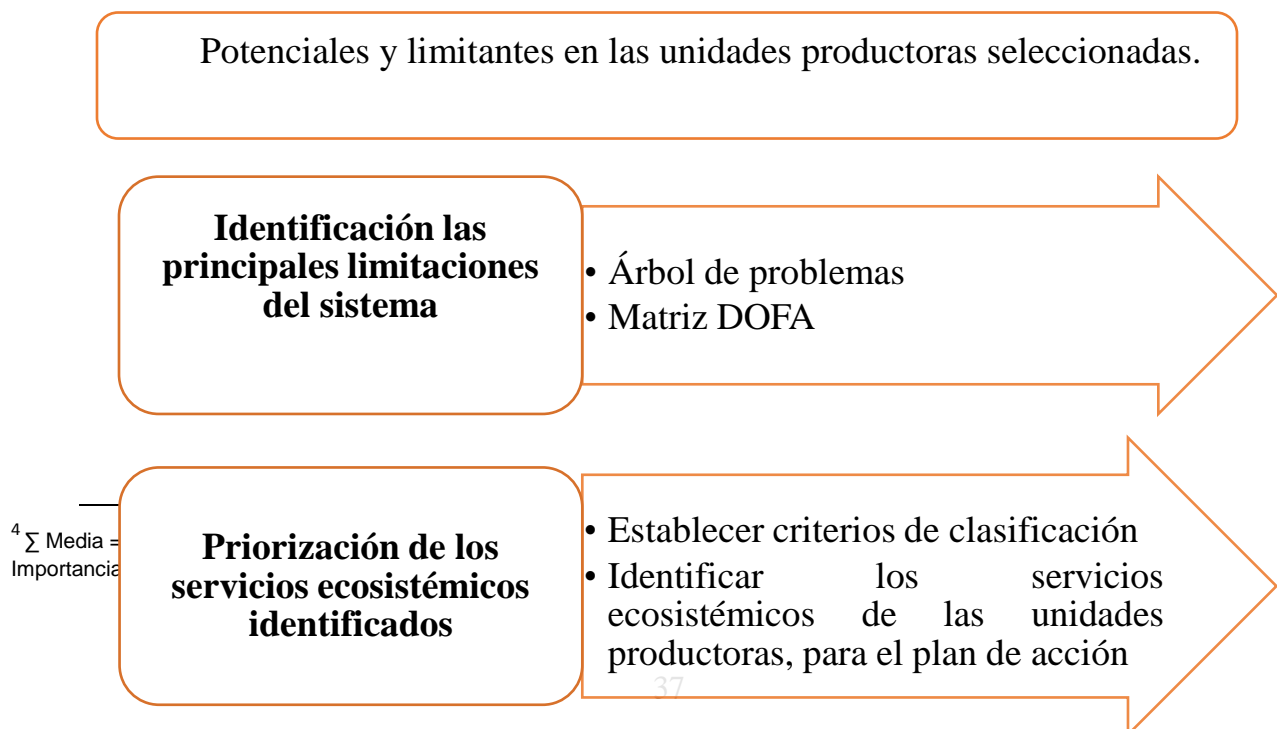 Potenciales y limitantes en las unidades productoras seleccionadas.
Identificación las
principales limitaciones
del sistema
• Árbol de problemas
• Matriz DOFA
Priorización de los
servicios ecosistémicos
identificados
• Establecer criterios de clasificación
• Identificar los servicios
ecosistémicos de las unidades
productoras, para el plan de acción
4 ∑ Media =
Importancia
37